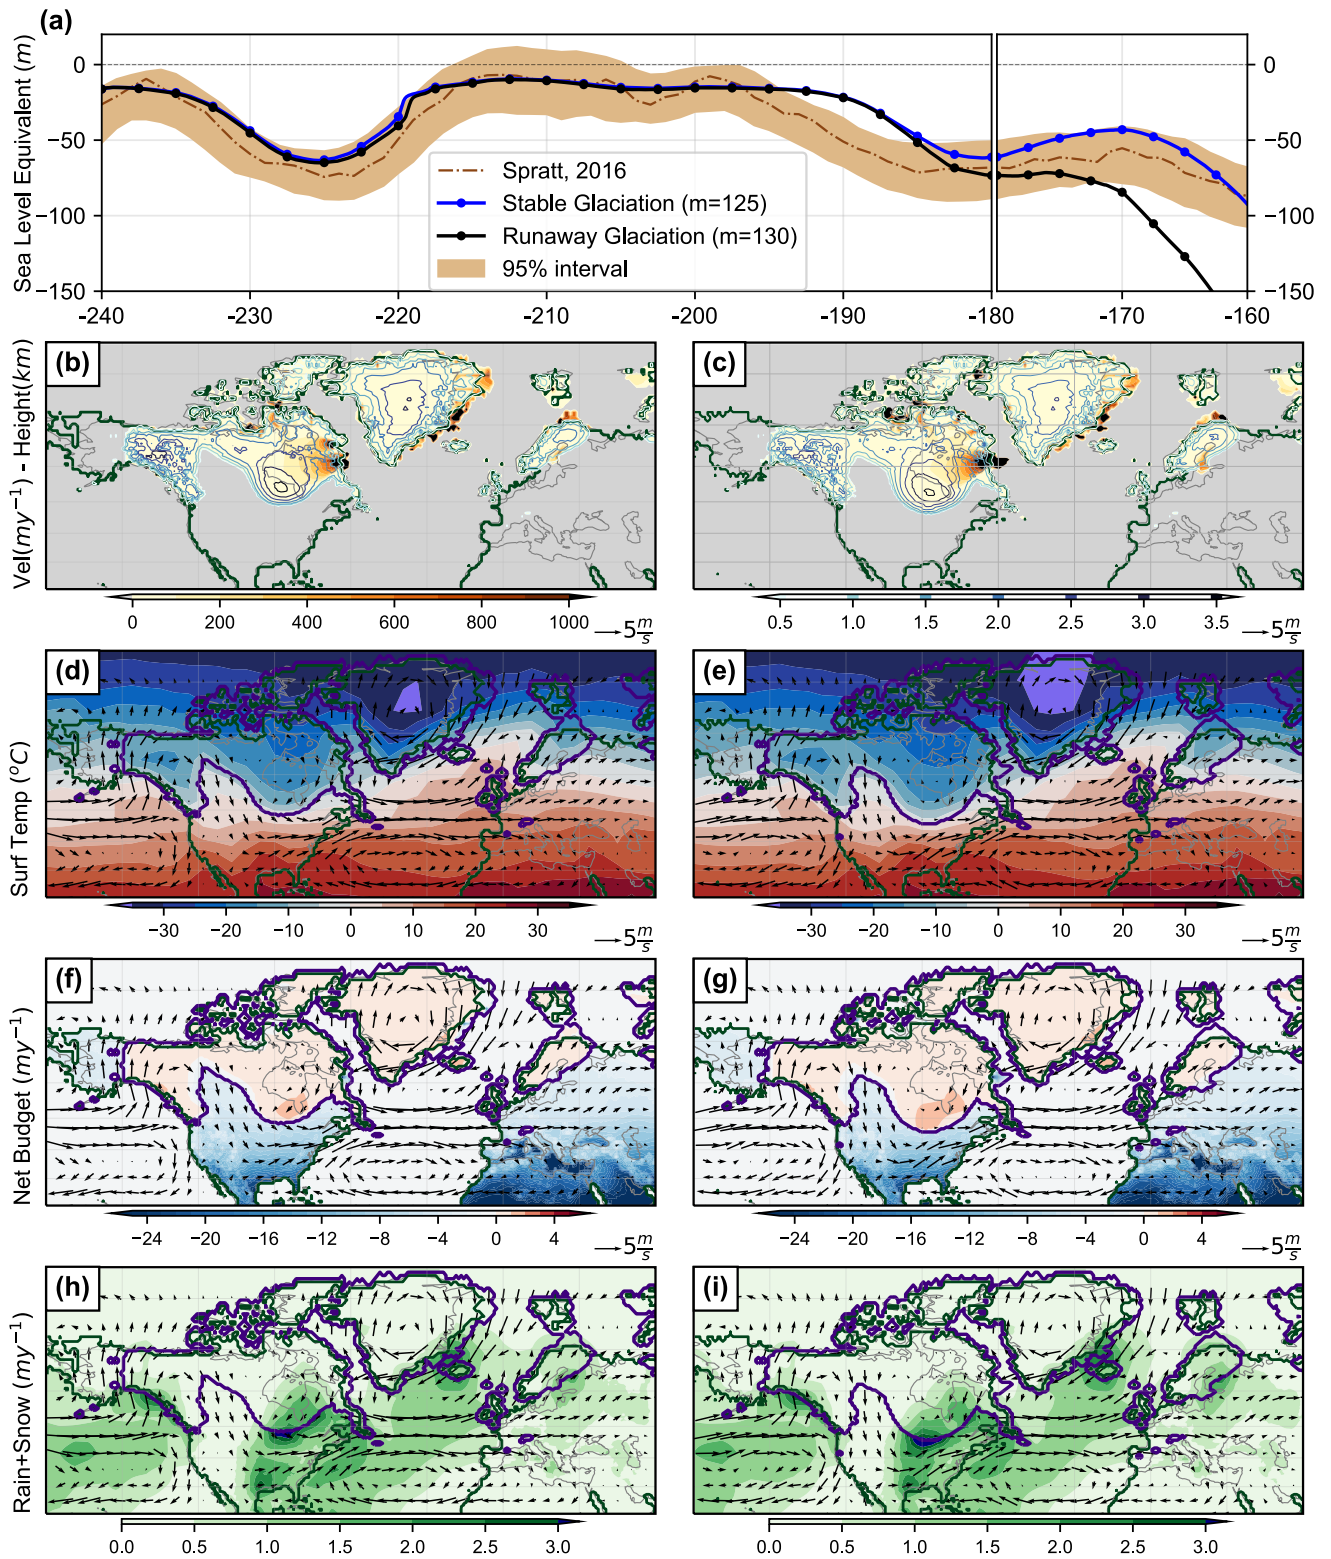 (a)
Sea Level Equivalent (m)
0
−50
−100
−150
0
−50
−100
−150
Spratt, 2016
Stable Glaciation (m=125)
Runaway Glaciation (m=130)
95% interval
-240 -230 -220 -210 -200 -190 -180 -170 -160
(b)
(c)
Vel(my⁻¹) - Height(km)
0 200 400 600 800 1000
5 m/s
0.5 1.0 1.5 2.0 2.5 3.0 3.5
5 m/s
(d)
(e)
Surf Temp (°C)
−30 −20 −10 0 10 20 30
5 m/s
−30 −20 −10 0 10 20 30
5 m/s
(f)
(g)
Net Budget (my⁻¹)
−24 −20 −16 −12 −8 −4 0 4
5 m/s
−24 −20 −16 −12 −8 −4 0 4
5 m/s
(h)
(i)
Rain+Snow (my⁻¹)
0.0 0.5 1.0 1.5 2.0 2.5 3.0
0.0 0.5 1.0 1.5 2.0 2.5 3.0